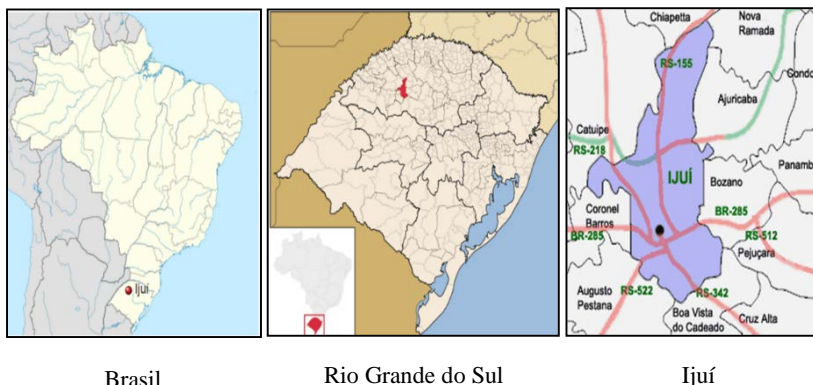 Ijuí
Chiapetta
Nova
Ramada
RS-155
Condo
Ajuricaba
Catuipe
RS-218
Panamb
IJUÍ
Bozano
Coronel
Barros
BR-285
BR-285
RS-512
Pejuçara
Augusto
Pestana
RS-522
RS-342
Boa Vista
do Cadeado
Cruz Alta
Brasil
Rio Grande do Sul
Ijuí